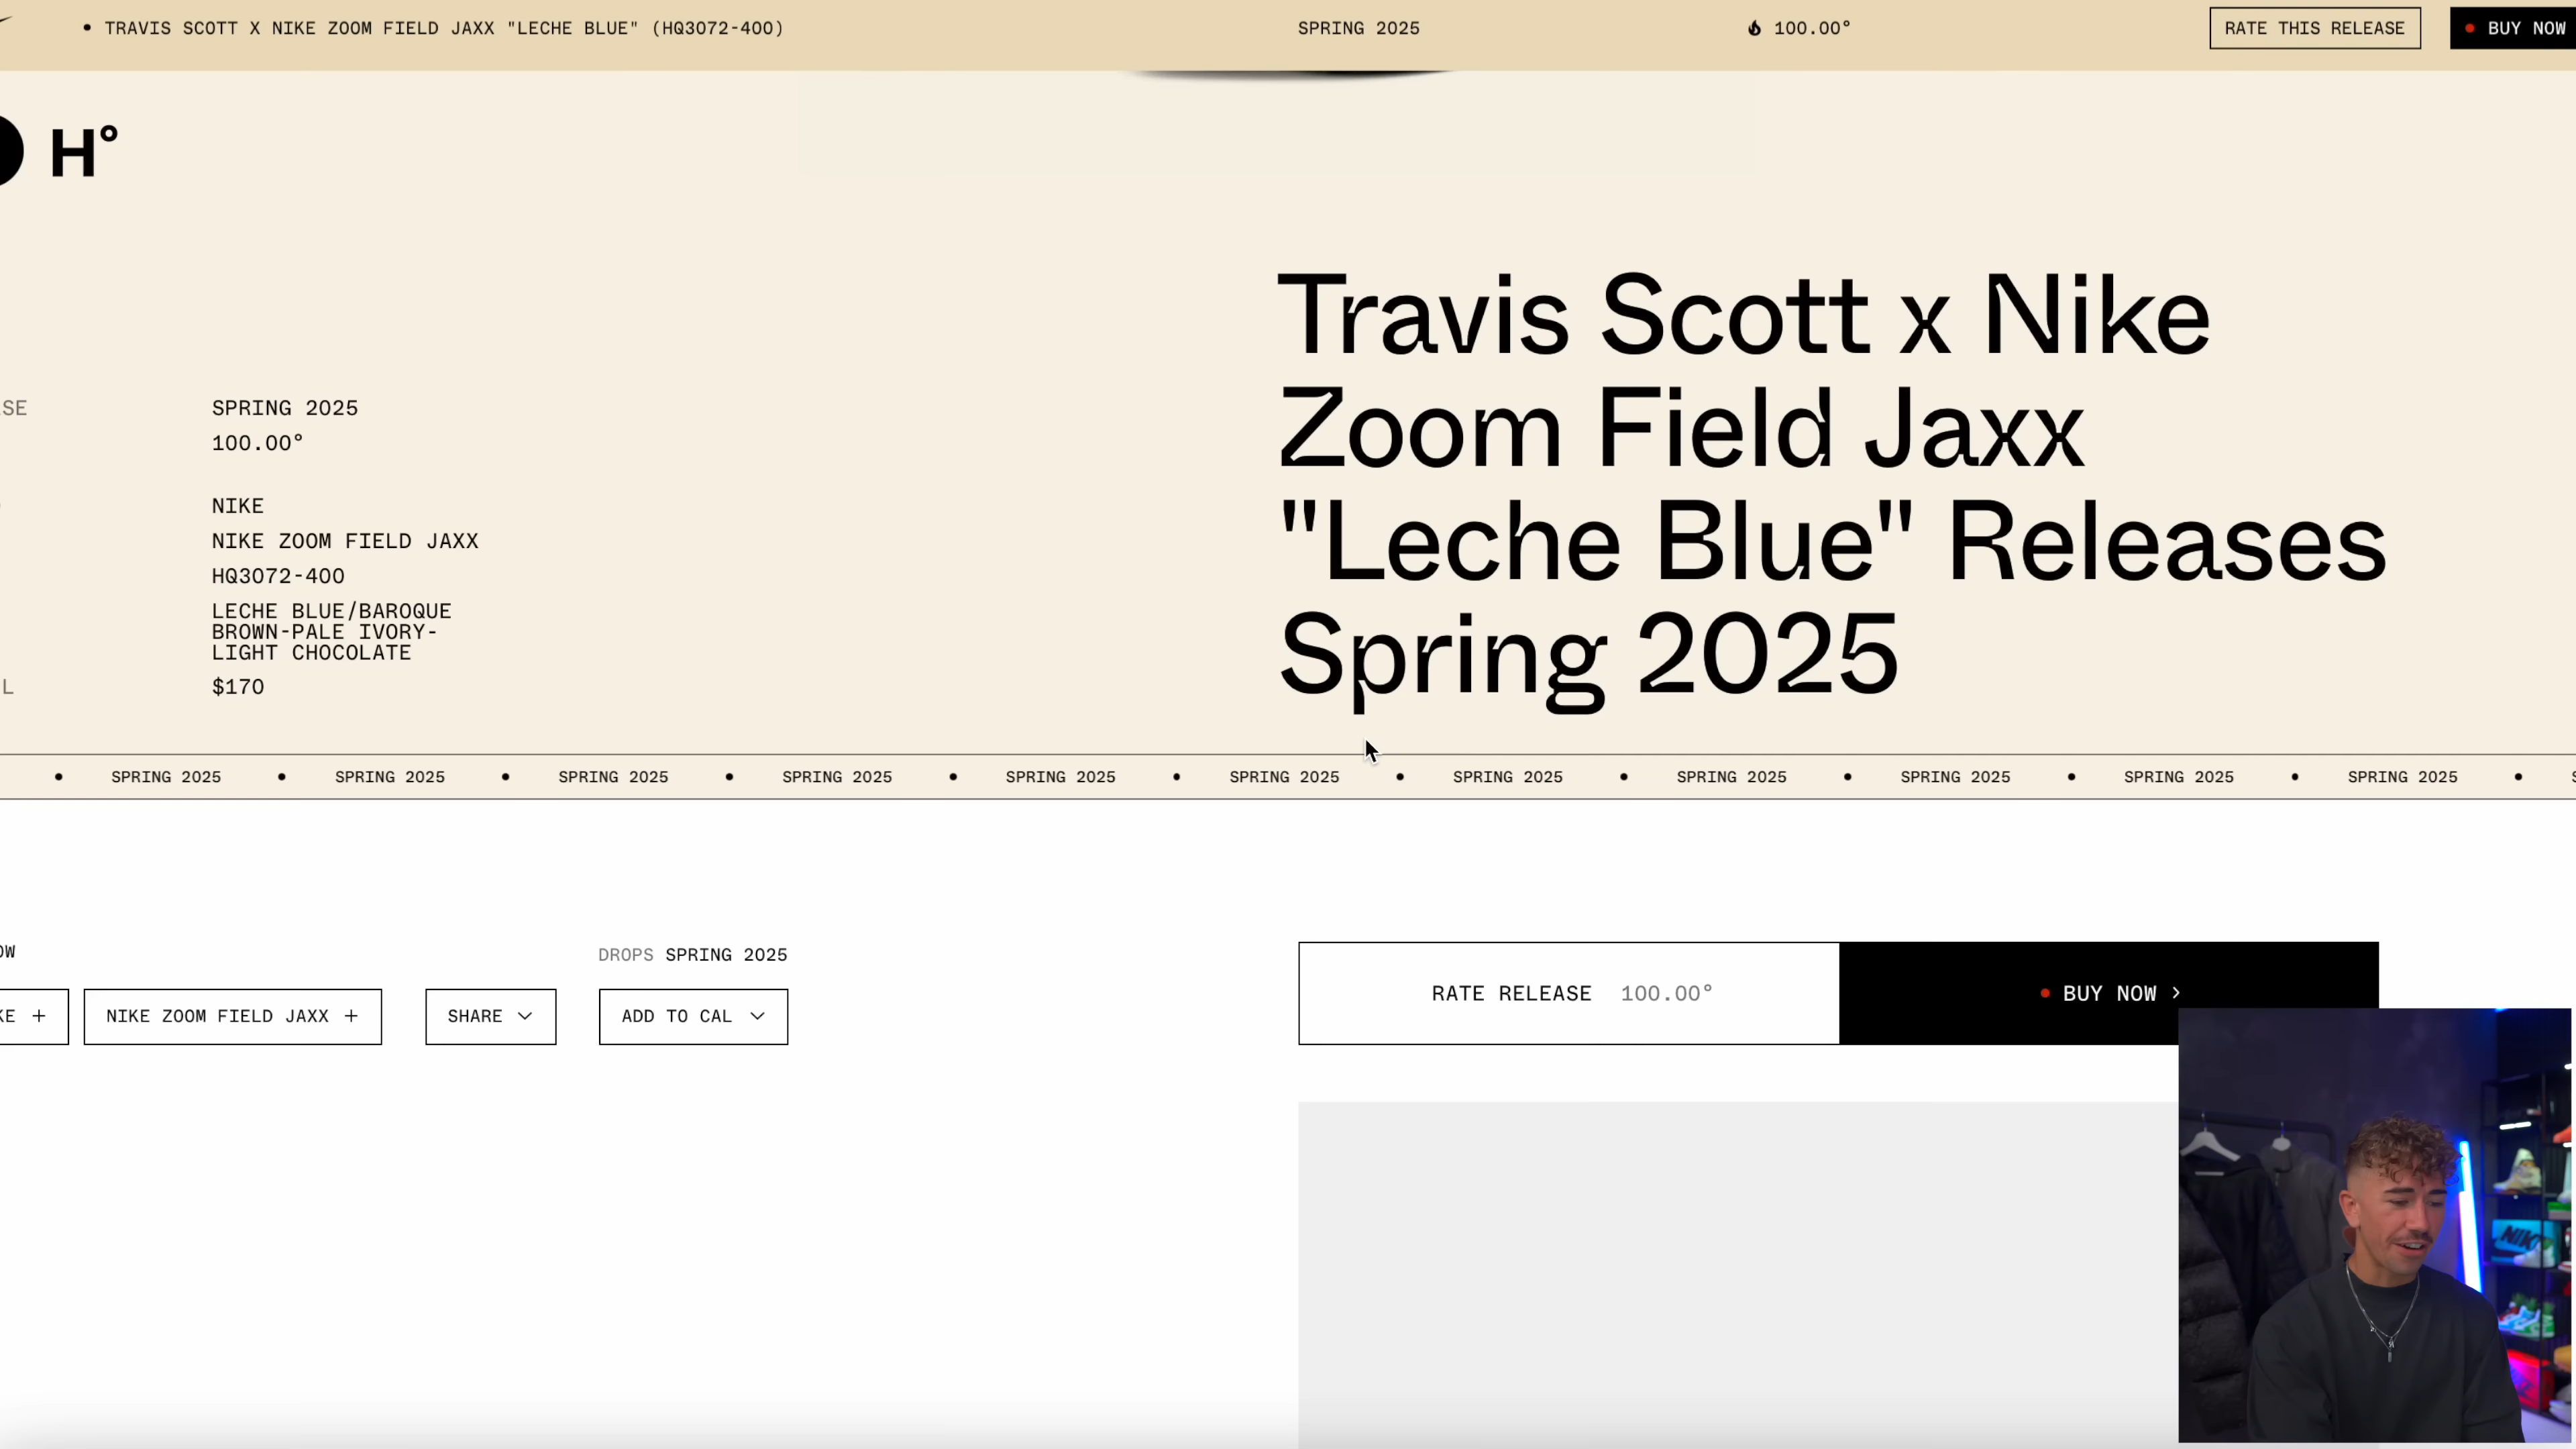 • TRAVIS SCOTT X NIKE ZOOM FIELD JAXX "LECHE BLUE" (HQ3072-400) SPRING 2025 100.00° RATE THIS RELEASE • BUY NOW
H°
Travis Scott x Nike
Zoom Field Jaxx
"Leche Blue" Releases
Spring 2025
SE SPRING 2025
100.00°
NIKE
NIKE ZOOM FIELD JAXX
HQ3072-400
LECHE BLUE/BAROQUE
BROWN-PALE IVORY-
LIGHT CHOCOLATE
L $170
• SPRING 2025 • SPRING 2025 • SPRING 2025 • SPRING 2025 • SPRING 2025 • SPRING 2025 • SPRING 2025 • SPRING 2025 • SPRING 2025 • SPRING 2025 • SPRING 2025 •
OW DROPS SPRING 2025
KE + NIKE ZOOM FIELD JAXX + SHARE ADD TO CAL
RATE RELEASE 100.00° • BUY NOW >
NIKE